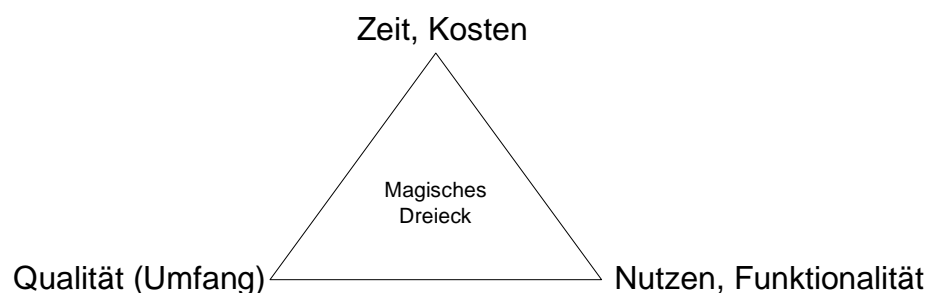 Zeit, Kosten
Magisches
Dreieck
Qualität (Umfang)
Nutzen, Funktionalität